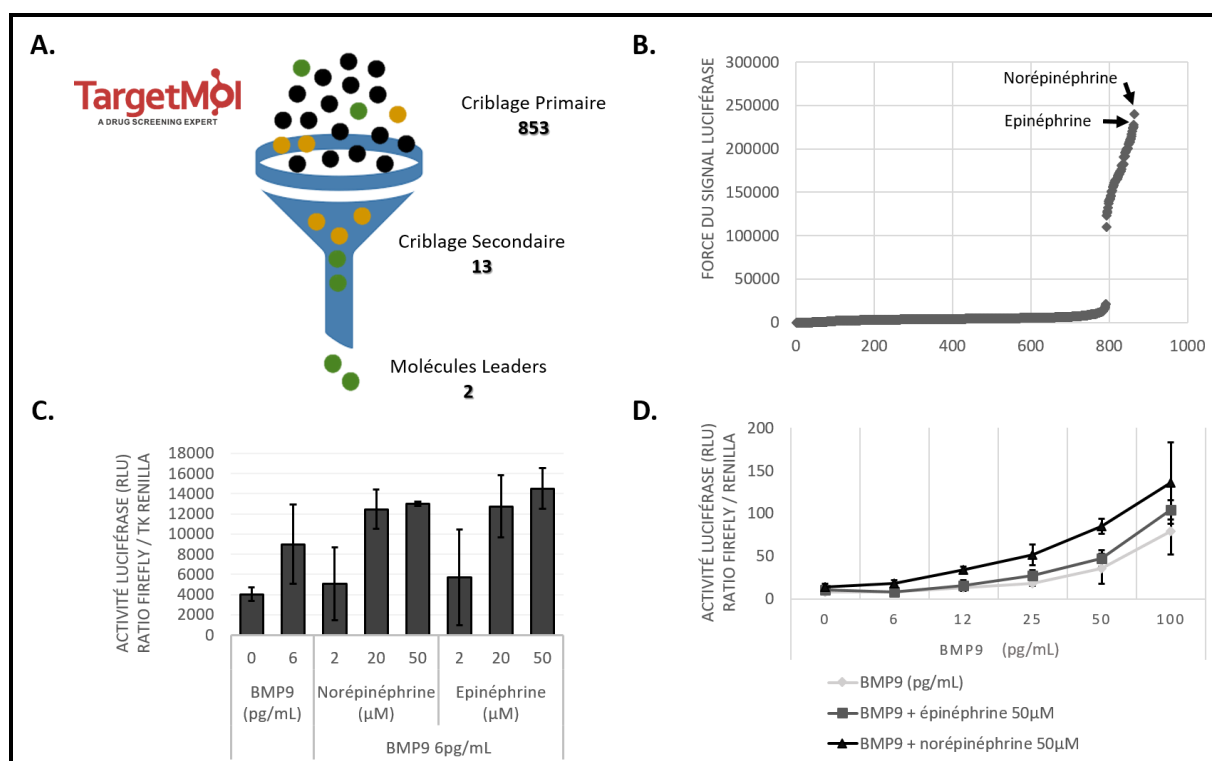 A.
TargetMol
A DRUG SCREENING EXPERT
Criblage Primaire
853
Criblage Secondaire
13
Molécules Leaders
2
B.
FORCE DU SIGNAL LUCIFÉRASE
300000
250000
200000
150000
100000
50000
0
Norépinéphrine
Epinéphrine
0 200 400 600 800 1000
C.
ACTIVITÉ LUCIFÉRASE (RLU)
RATIO FIREFLY / TK RENILLA
18000
16000
14000
12000
10000
8000
6000
4000
2000
0
0 6 2 20 50 2 20 50
BMP9 Norépinéphrine Epinéphrine
(pg/mL) (µM) (µM)
BMP9 6pg/mL
D.
ACTIVITÉ LUCIFÉRASE (RLU)
RATIO FIREFLY / RENILLA
200
150
100
50
0
0 6 12 25 50 100
BMP9 (pg/mL)
BMP9 (pg/mL)
BMP9 + épinéphrine 50µM
BMP9 + norépinéphrine 50µM